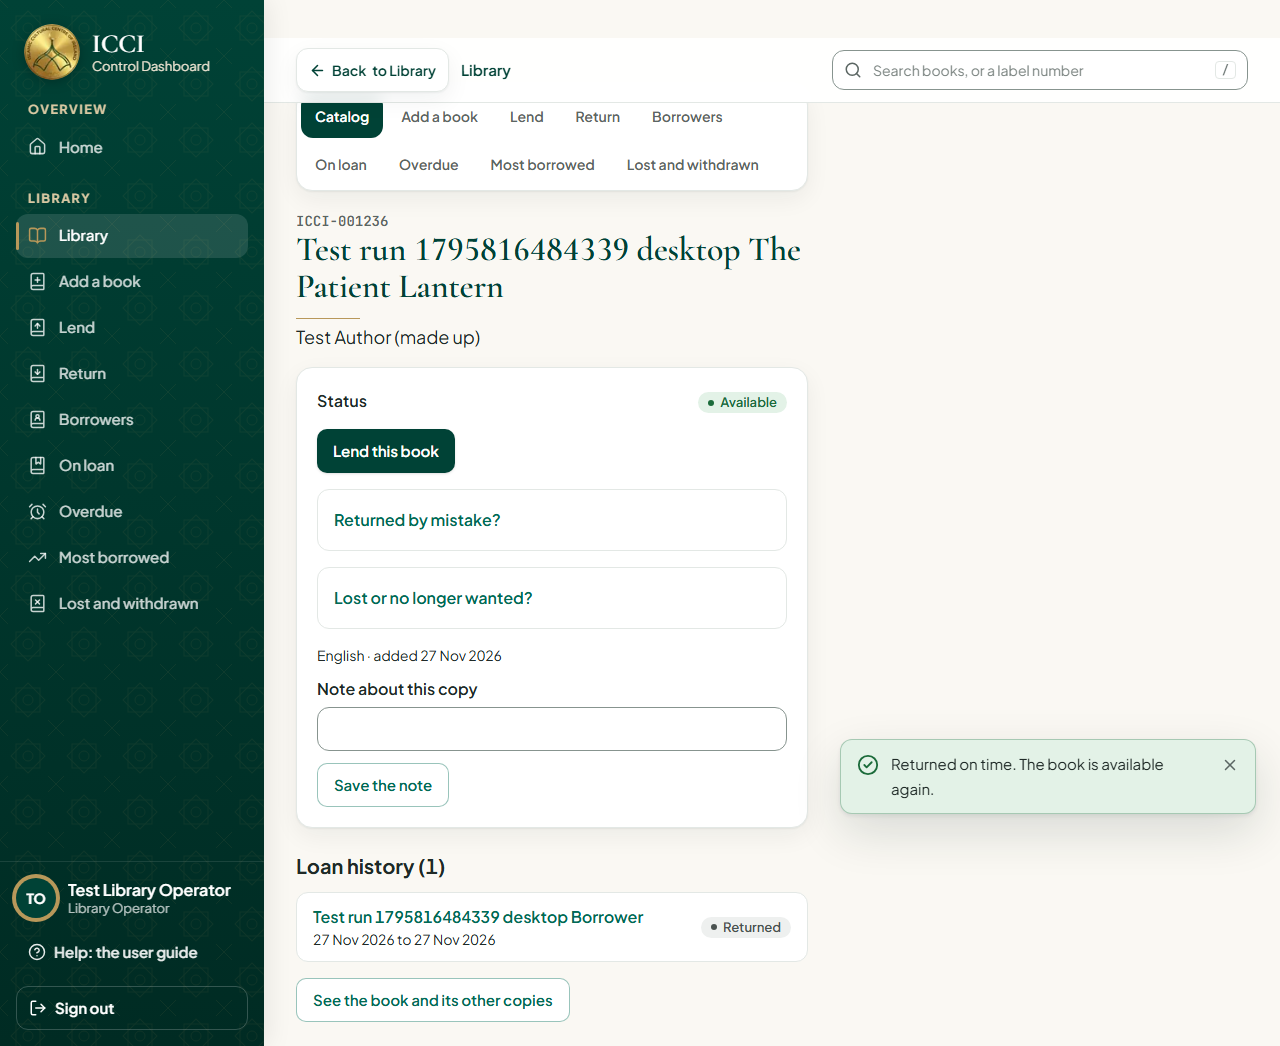 ICCI
Control Dashboard
OVERVIEW
Home
LIBRARY
Library
Add a book
Lend
Return
Borrowers
On loan
Overdue
Most borrowed
Lost and withdrawn
TO
Test Library Operator
Library Operator
Help: the user guide
Sign out
Back to Library
Library
Search books, or a label number
/
Catalog
Add a book
Lend
Return
Borrowers
On loan
Overdue
Most borrowed
Lost and withdrawn
ICCI-001236
Test run 1795816484339 desktop The
Patient Lantern
Test Author (made up)
Status
Available
Lend this book
Returned by mistake?
Lost or no longer wanted?
English · added 27 Nov 2026
Note about this copy
Save the note
Loan history (1)
Test run 1795816484339 desktop Borrower
27 Nov 2026 to 27 Nov 2026
Returned
See the book and its other copies
Returned on time. The book is available
again.